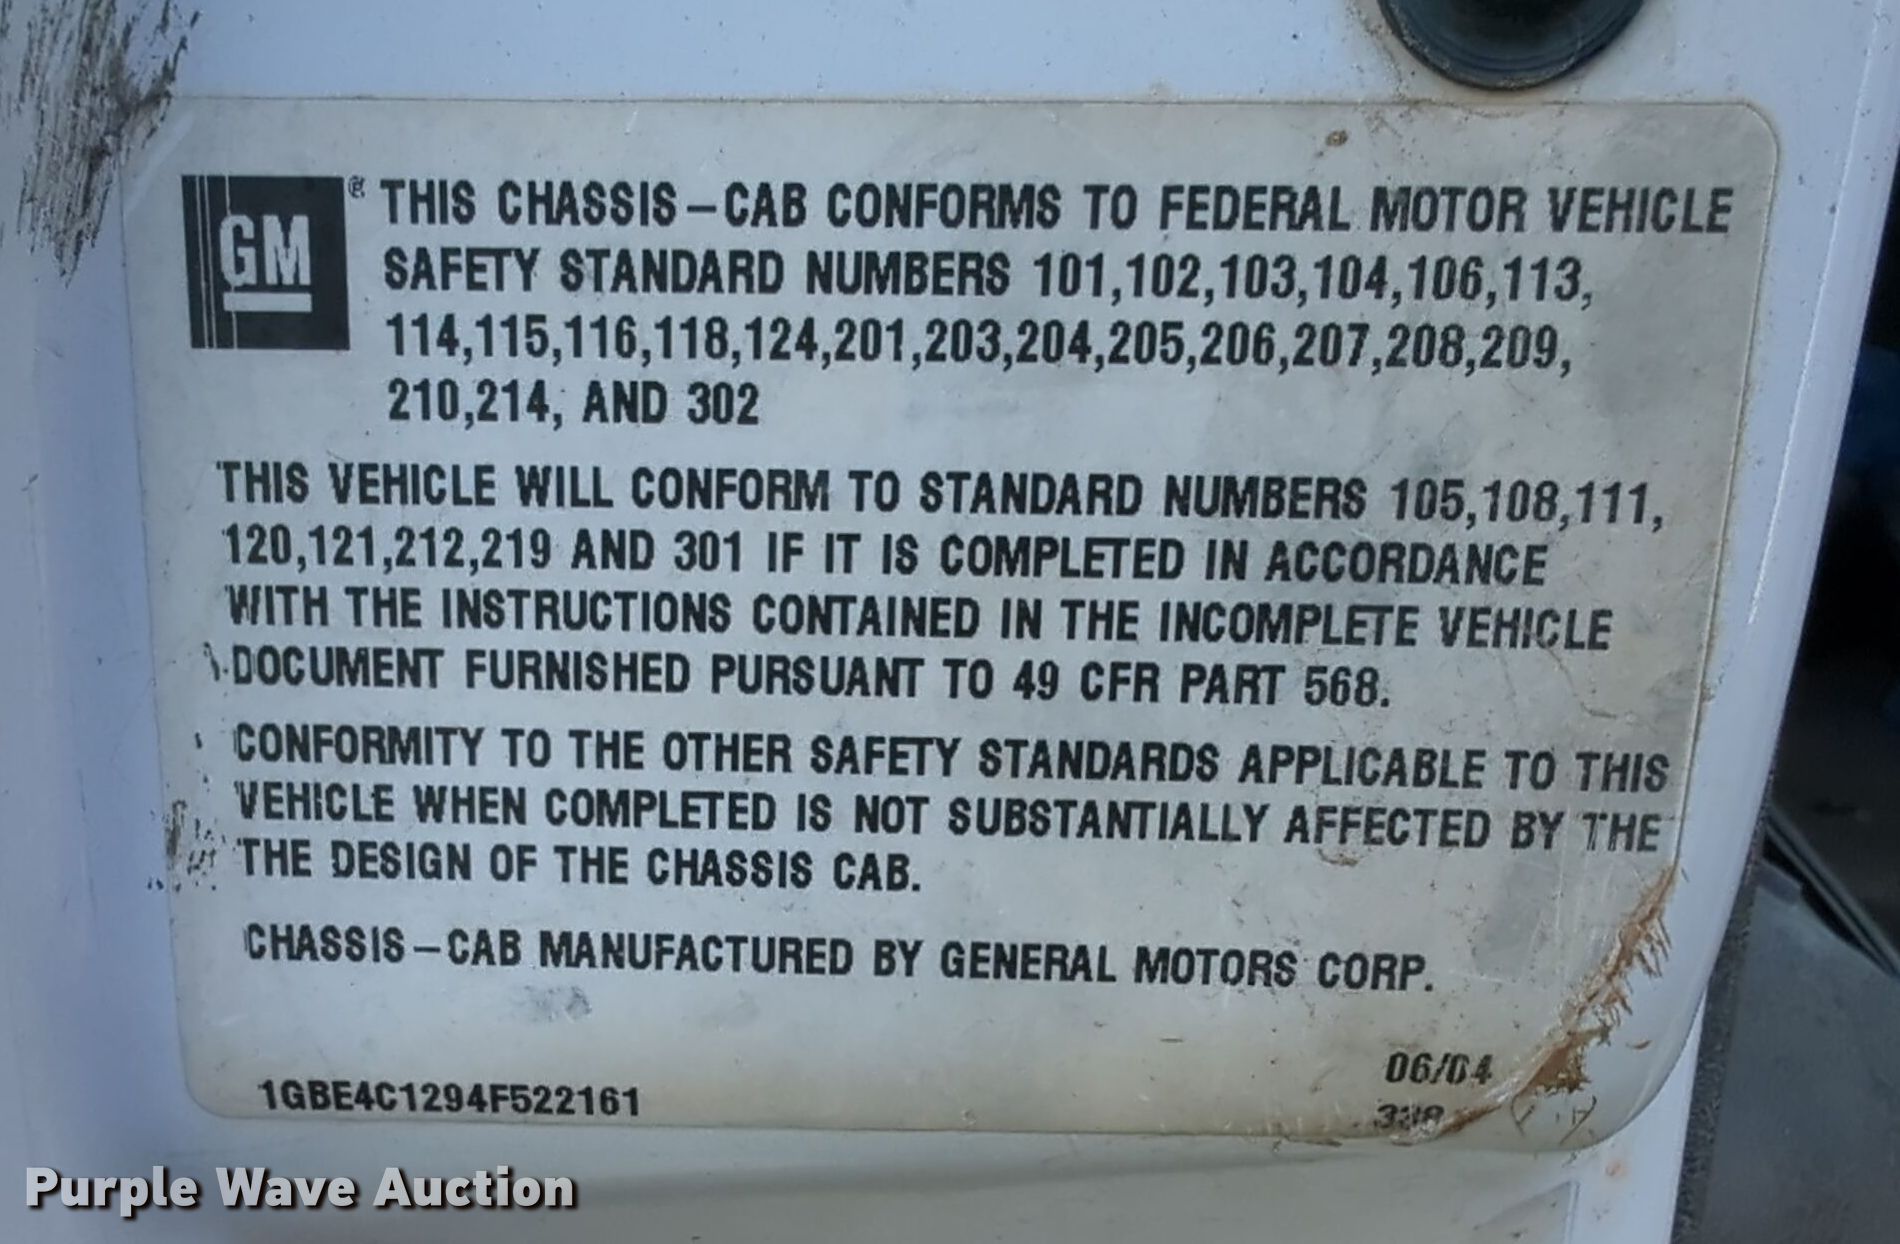 GM® THIS CHASSIS-CAB CONFORMS TO FEDERAL MOTOR VEHICLE
SAFETY STANDARD NUMBERS 101,102,103,104,106,113,
114,115,116,118,124,201,203,204,205,206,207,208,209,
210,214, AND 302
THIS VEHICLE WILL CONFORM TO STANDARD NUMBERS 105,108,111,
120,121,212,219 AND 301 IF IT IS COMPLETED IN ACCORDANCE
WITH THE INSTRUCTIONS CONTAINED IN THE INCOMPLETE VEHICLE
DOCUMENT FURNISHED PURSUANT TO 49 CFR PART 568.
CONFORMITY TO THE OTHER SAFETY STANDARDS APPLICABLE TO THIS
VEHICLE WHEN COMPLETED IS NOT SUBSTANTIALLY AFFECTED BY THE
THE DESIGN OF THE CHASSIS CAB.
CHASSIS-CAB MANUFACTURED BY GENERAL MOTORS CORP.
06/04
1GBE4C1294F522161
Purple Wave Auction